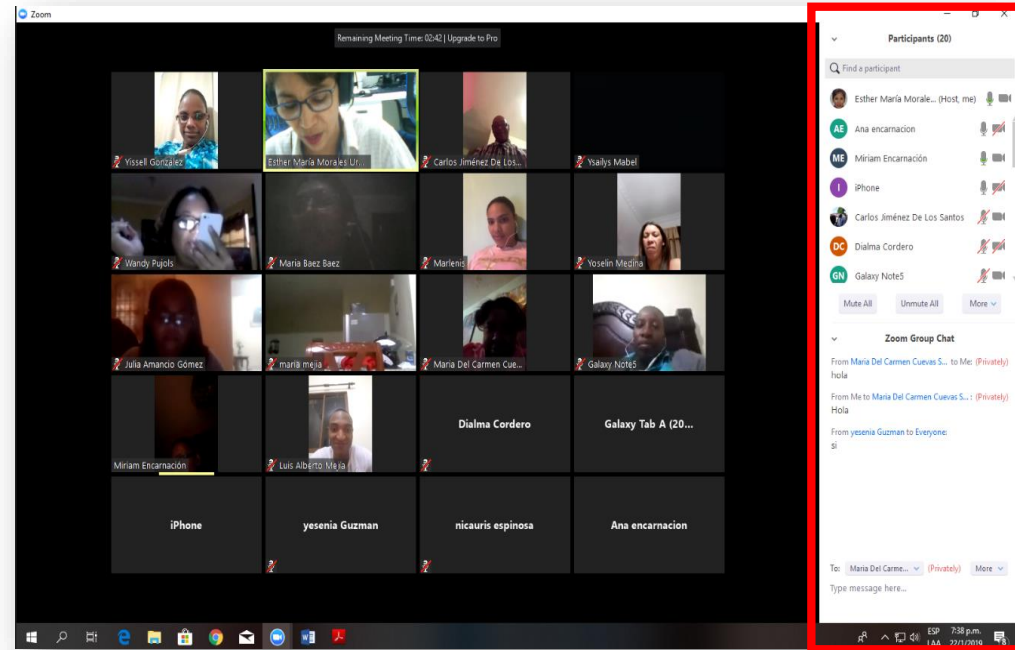 Zoom
Remaining Meeting Time: 02:42 | Upgrade to Pro
Yissell González
Esther María Morales Ur...
Carlos Jiménez De Los...
Ysailys Mabel
Wandy Pujols
Maria Baez Baez
Marlenis
Yoselin Medina
Julia Amancio Gómez
maria mejia
Maria Del Carmen Cue...
Galaxy Note5
Miriam Encarnación
Luis Alberto Mejía
Dialma Cordero
Galaxy Tab A (20...
iPhone
yesenia Guzman
nicauris espinosa
Ana encarnacion
Participants (20)
Find a participant
Esther María Morale... (Host, me)
AE Ana encarnacion
ME Miriam Encarnación
I iPhone
Carlos Jiménez De Los Santos
DC Dialma Cordero
GN Galaxy Note5
Mute All Unmute All More
Zoom Group Chat
From Maria Del Carmen Cuevas S... to Me: (Privately)
hola
From Me to Maria Del Carmen Cuevas S... : (Privately)
Hola
From yesenia Guzman to Everyone:
si
To: Maria Del Carme... (Privately) More
Type message here...
ESP 7:38 p.m.
LAA 22/1/2019
8